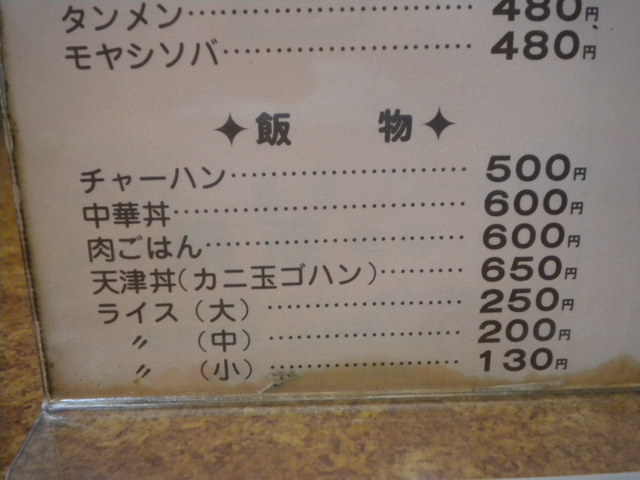 タンメン……………………480円
モヤシソバ…………………480円
✦飯 物✦
チャーハン…………………500円
中華丼………………………600円
肉ごはん……………………600円
天津丼(カニ玉ゴハン)………650円
ライス(大)…………………250円
〃 (中)…………………200円
〃 (小)…………………130円